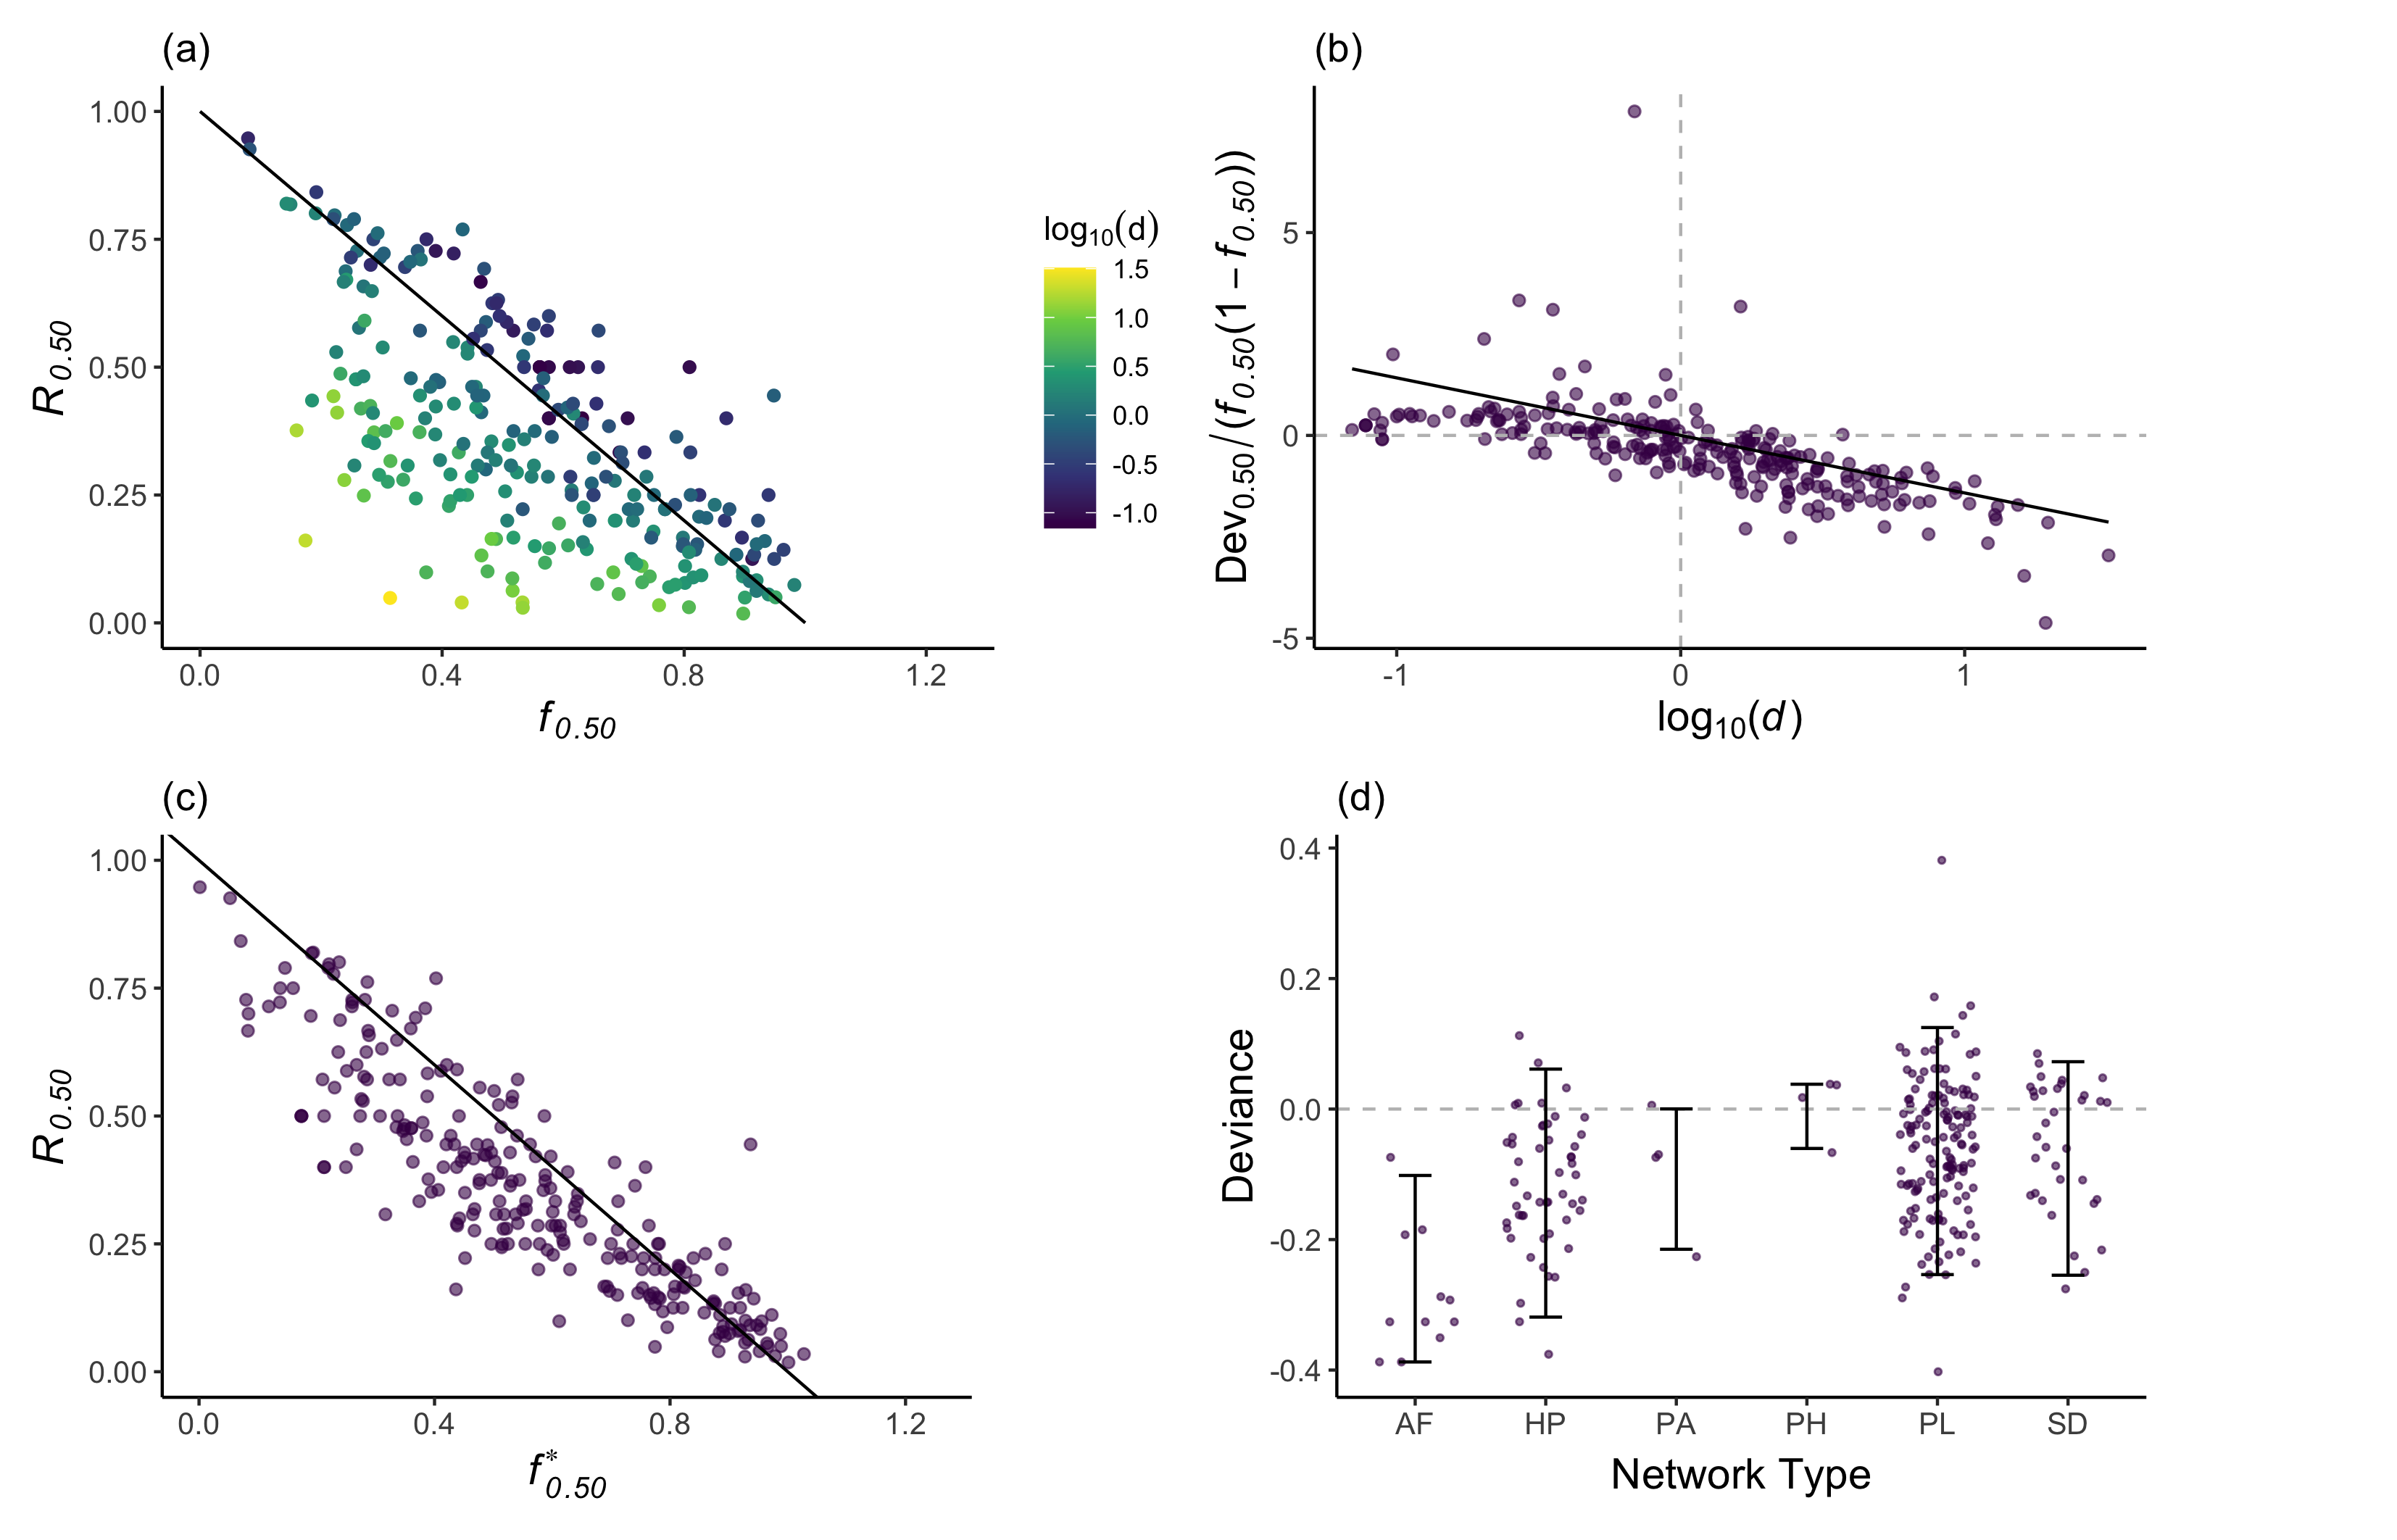 (a)
1.00
0.75
0.50
0.25
0.00
R0.50
0.0 0.4 0.8 1.2
f0.50
log10(d)
1.5
1.0
0.5
0.0
-0.5
-1.0
(b)
5
0
-5
Dev0.50/(f0.50(1 − f0.50))
-1 0 1
log10(d)
(c)
1.00
0.75
0.50
0.25
0.00
R0.50
0.0 0.4 0.8 1.2
f*0.50
(d)
0.4
0.2
0.0
-0.2
-0.4
Deviance
AF HP PA PH PL SD
Network Type